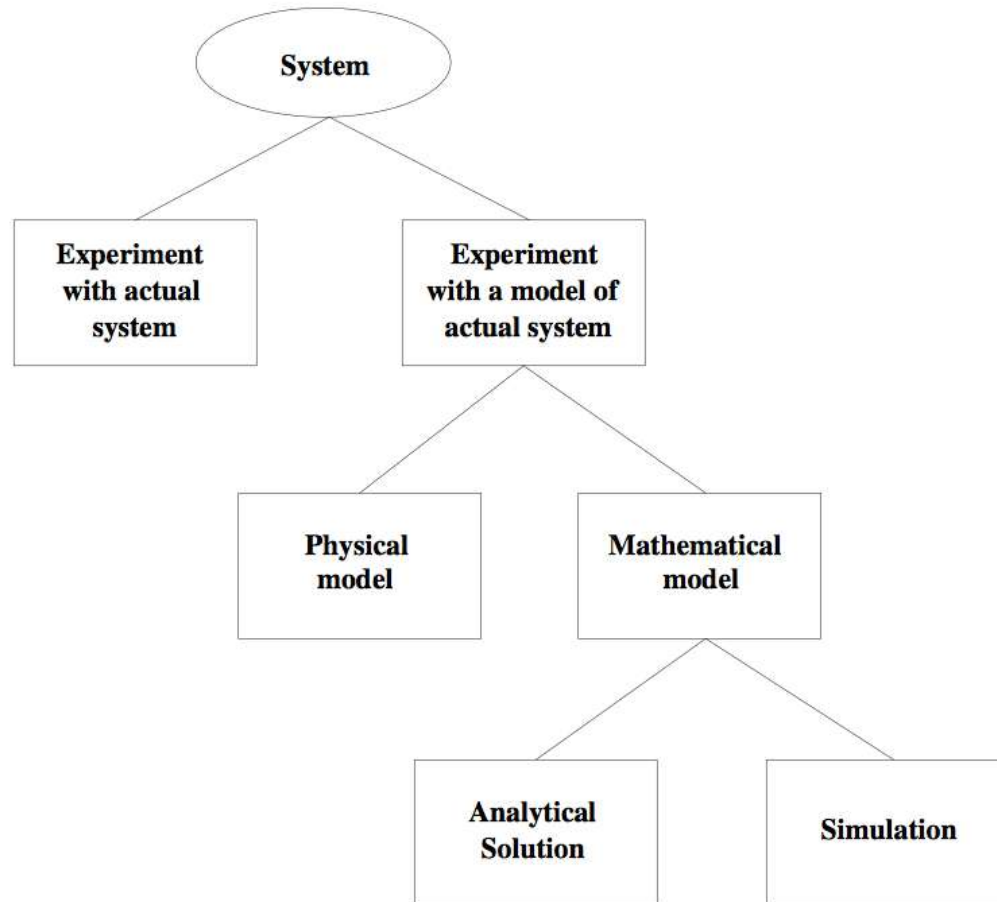 System
Experiment
with actual
system
Experiment
with a model of
actual system
Physical
model
Mathematical
model
Analytical
Solution
Simulation